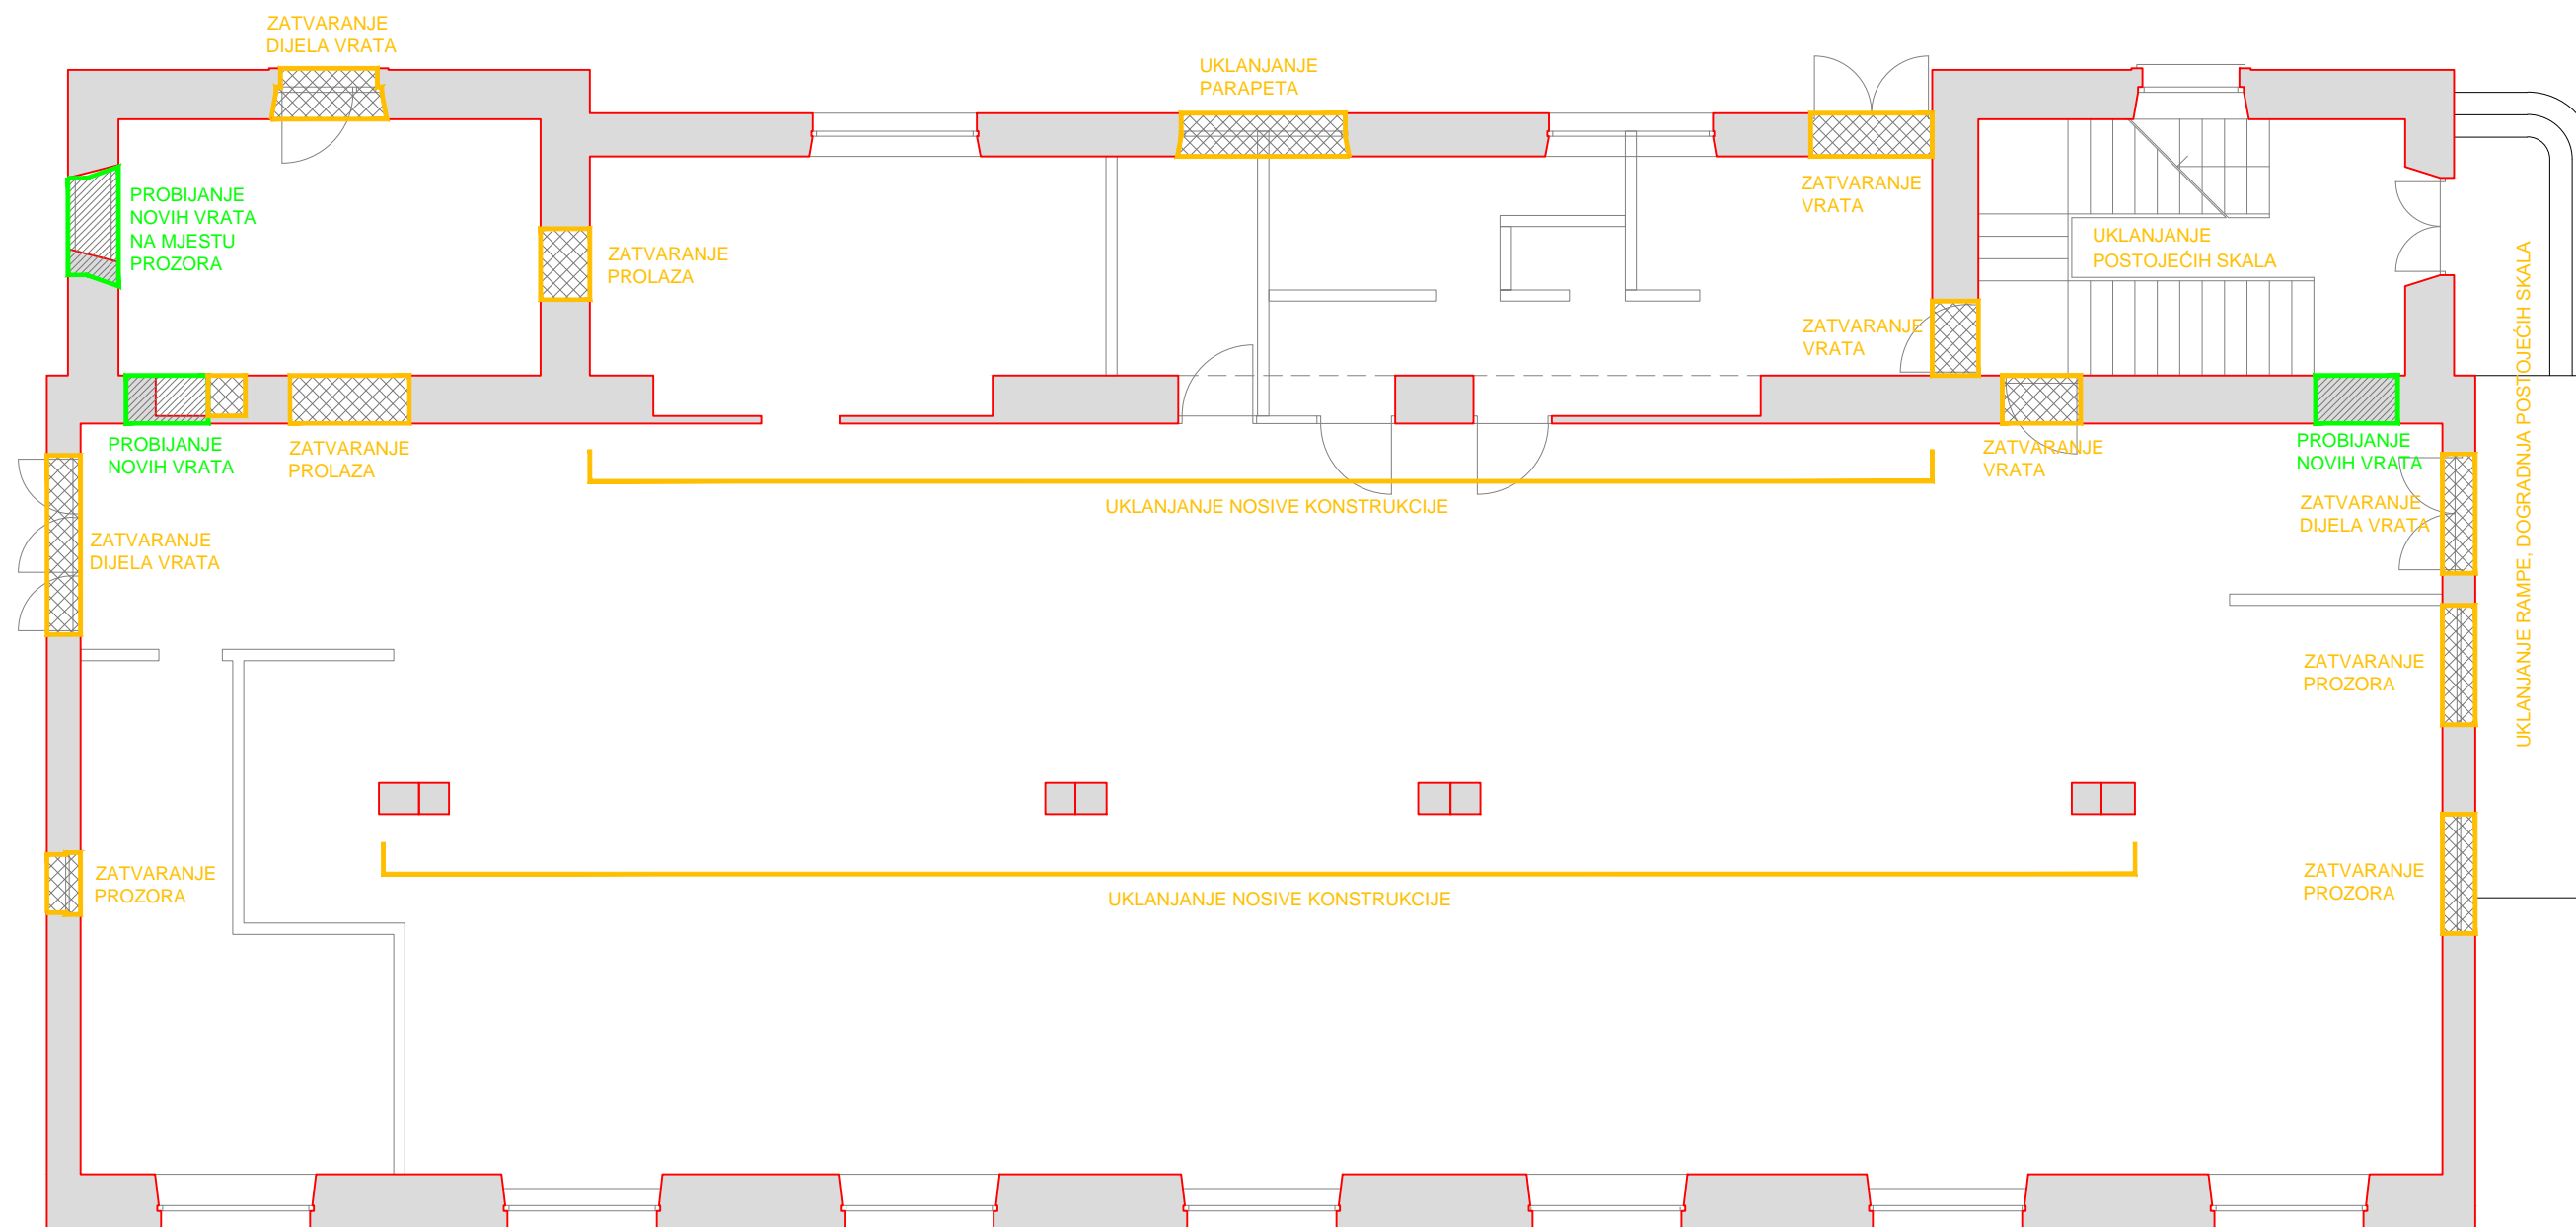 ZATVARANJE
DIJELA VRATA
UKLANJANJE
PARAPETA
PROBIJANJE
NOVIH VRATA
NA MJESTU
PROZORA
ZATVARANJE
PROLAZA
ZATVARANJE
VRATA
UKLANJANJE
POSTOJEĆIH SKALA
ZATVARANJE
VRATA
UKLANJANJE RAMPE, DOGRADNJA POSTOJEĆIH SKALA
PROBIJANJE
NOVIH VRATA
ZATVARANJE
PROLAZA
ZATVARANJE
VRATA
PROBIJANJE
NOVIH VRATA
UKLANJANJE NOSIVE KONSTRUKCIJE
ZATVARANJE
DIJELA VRATA
ZATVARANJE
DIJELA VRATA
ZATVARANJE
PROZORA
ZATVARANJE
PROZORA
UKLANJANJE NOSIVE KONSTRUKCIJE
ZATVARANJE
PROZORA